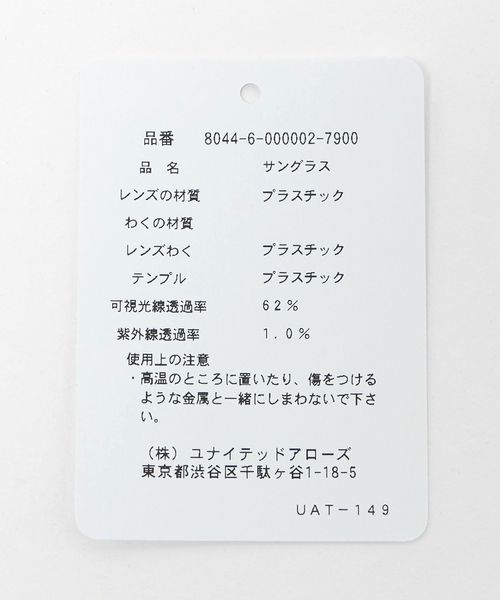 品番 8044-6-000002-7900
品 名 サングラス
レンズの材質 プラスチック
わくの材質
レンズわく プラスチック
テンプル プラスチック
可視光線透過率 62%
紫外線透過率 1.0%
使用上の注意
・高温のところに置いたり、傷をつける
ような金属と一緒にしまわないで下さ
い。
（株）ユナイテッドアローズ
東京都渋谷区千駄ヶ谷1-18-5
UAT－149